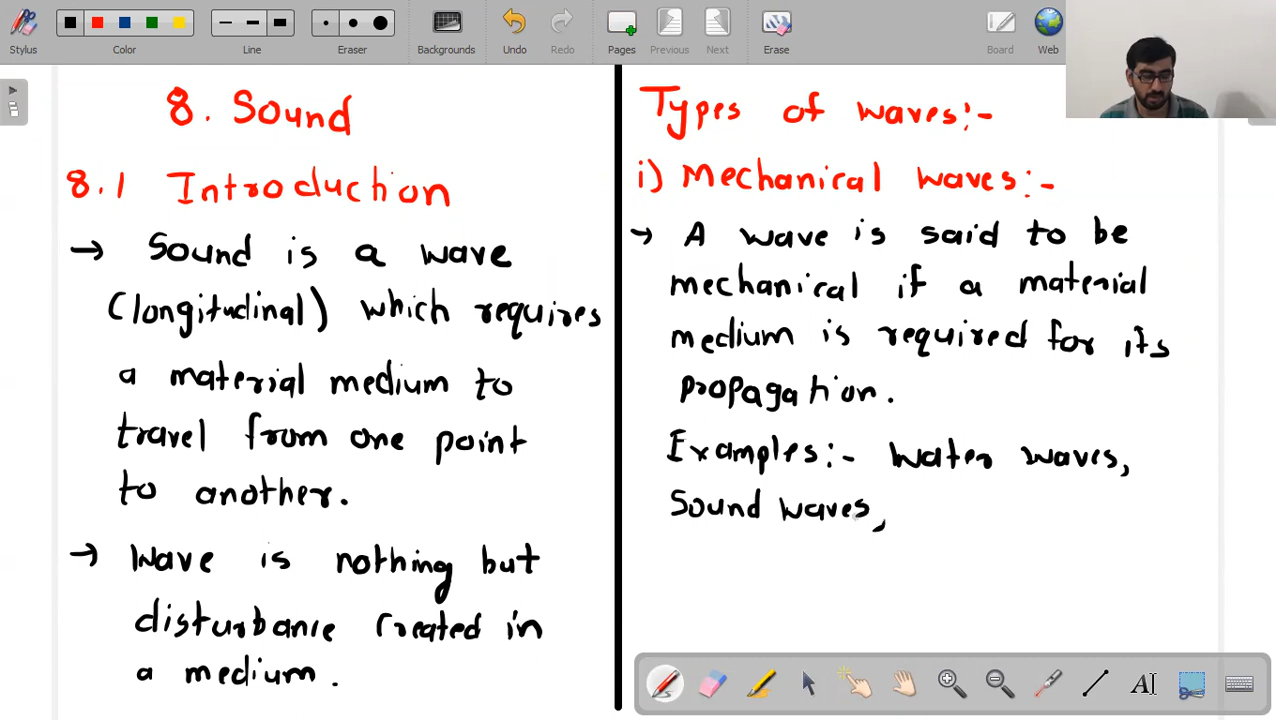 Stylus
Color
Line
Eraser
Backgrounds
Undo
Redo
Pages
Previous
Next
Erase
Board
Web
8. Sound
8.1 Introduction
→ Sound is a wave
(longitudinal) which requires
a material medium to
travel from one point
to another.
→ Wave is nothing but
disturbance created in
a medium.
Types of waves:-
i) Mechanical waves:-
→ A wave is said to be
mechanical if a material
medium is required for its
propagation.
Examples:- Water waves,
Sound waves,